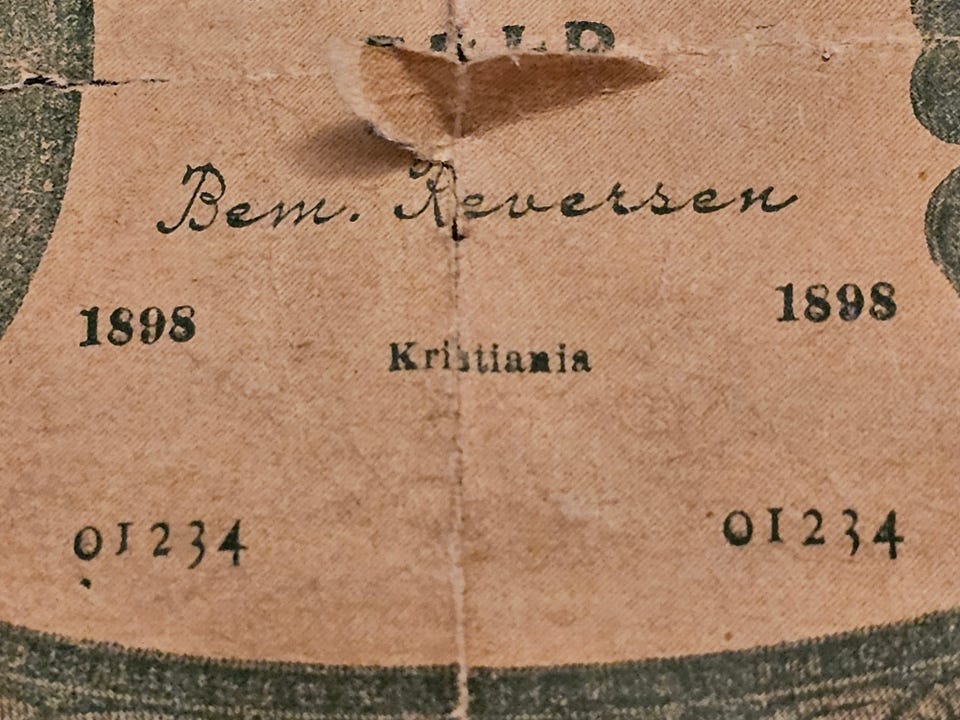 Bem. Reversen
1898 1898
Kristiania
01234 01234